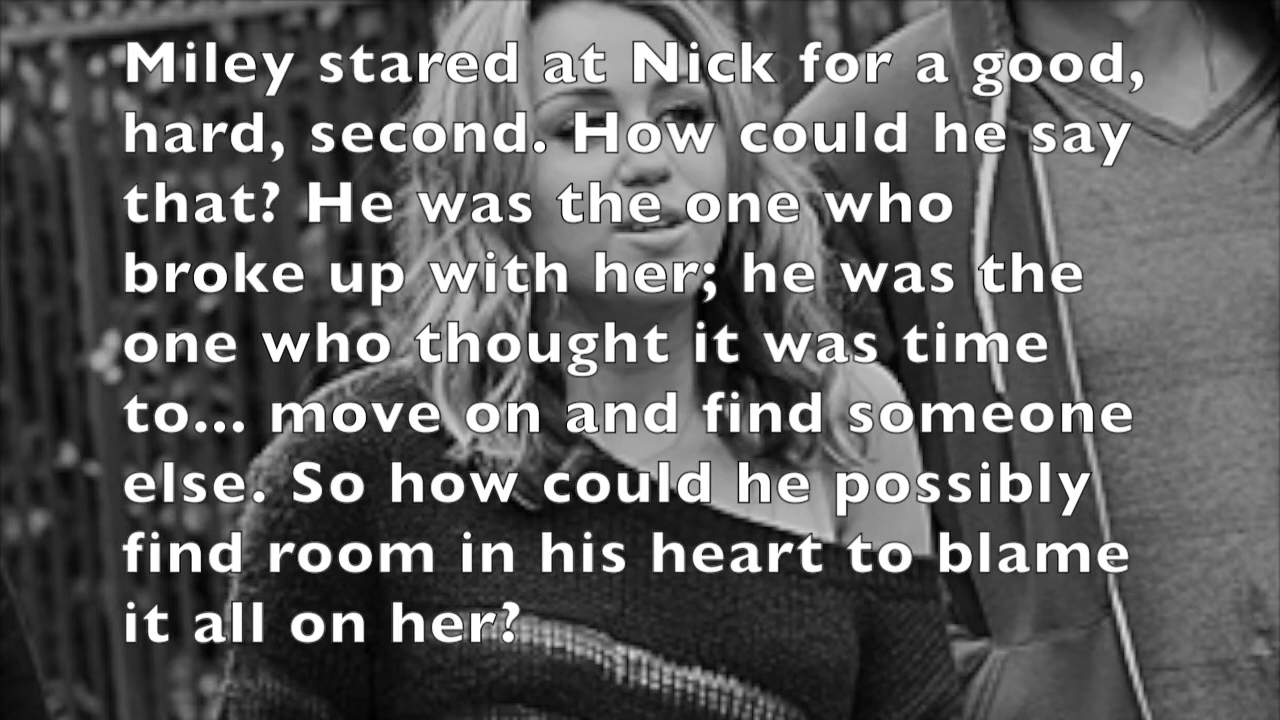 Miley stared at Nick for a good,
hard, second. How could he say
that? He was the one who
broke up with her; he was the
one who thought it was time
to... move on and find someone
else. So how could he possibly
find room in his heart to blame
it all on her?